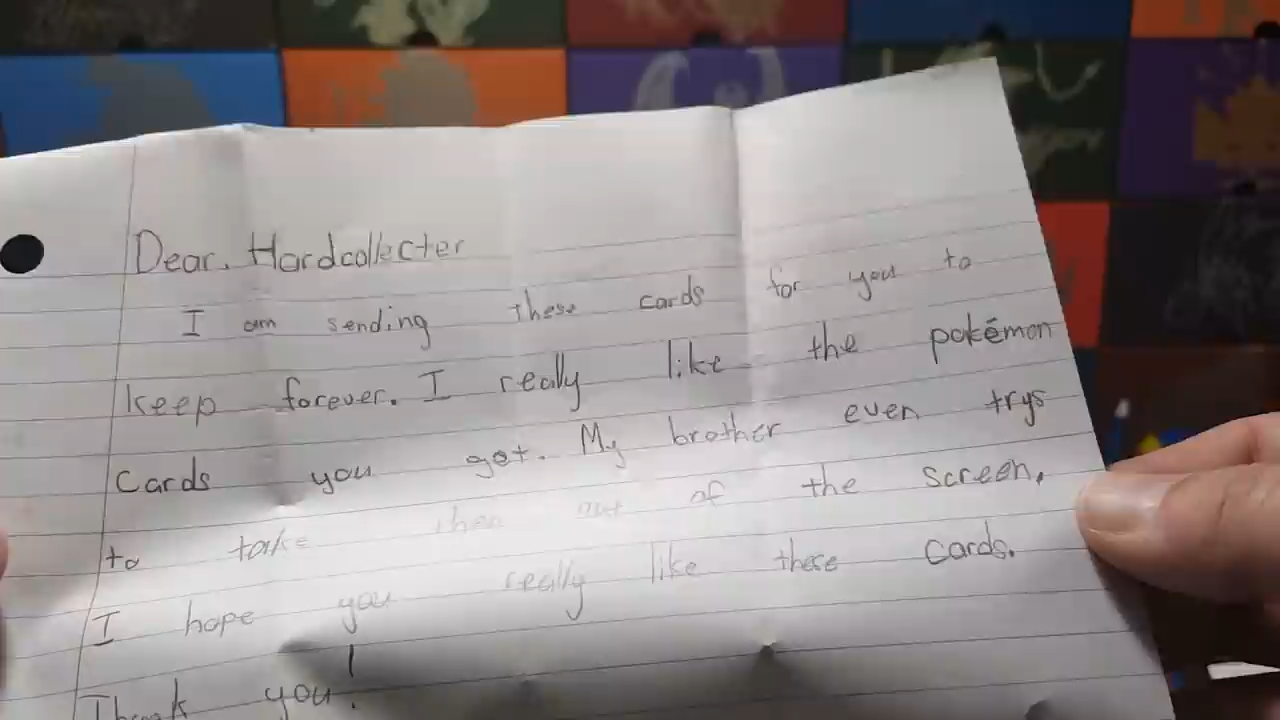 Dear. Hardcollecter
I am sending these cards for you to
keep forever. I really like the pokémon
cards you get. My brother even trys
to take them out of the screen.
I hope you really like these cards.
Thank you!